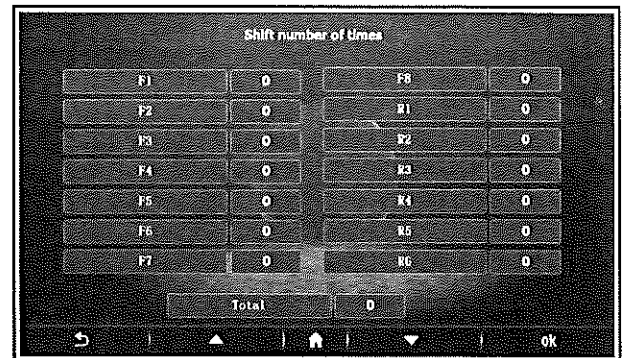 Shift number of times
F1 0 F8 0
F2 0 R1 0
F3 0 R2 0
F4 0 R3 0
F5 0 R4 0
F6 0 R5 0
F7 0 R6 0
Total 0
ok